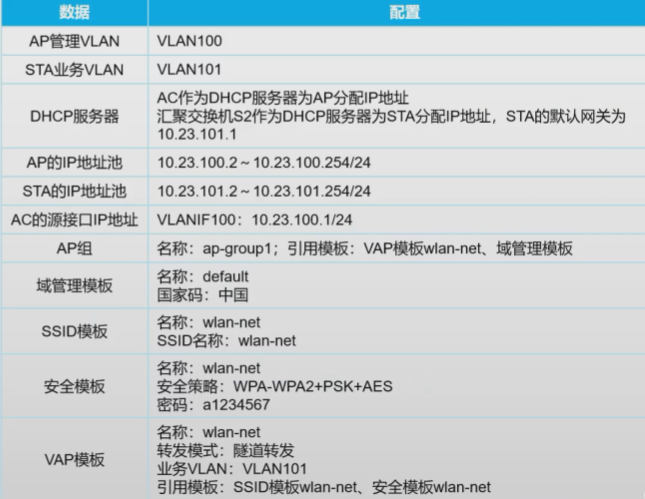 数据 配置
AP管理VLAN VLAN100
STA业务VLAN VLAN101
DHCP服务器 AC作为DHCP服务器为AP分配IP地址
汇聚交换机S2作为DHCP服务器为STA分配IP地址，STA的默认网关为
10.23.101.1
AP的IP地址池 10.23.100.2～10.23.100.254/24
STA的IP地址池 10.23.101.2～10.23.101.254/24
AC的源接口IP地址 VLANIF100：10.23.100.1/24
AP组 名称：ap-group1；引用模板：VAP模板wlan-net、域管理模板
域管理模板 名称：default
国家码：中国
SSID模板 名称：wlan-net
SSID名称：wlan-net
安全模板 名称：wlan-net
安全策略：WPA-WPA2+PSK+AES
密码：a1234567
VAP模板 名称：wlan-net
转发模式：隧道转发
业务VLAN：VLAN101
引用模板：SSID模板wlan-net、安全模板wlan-net